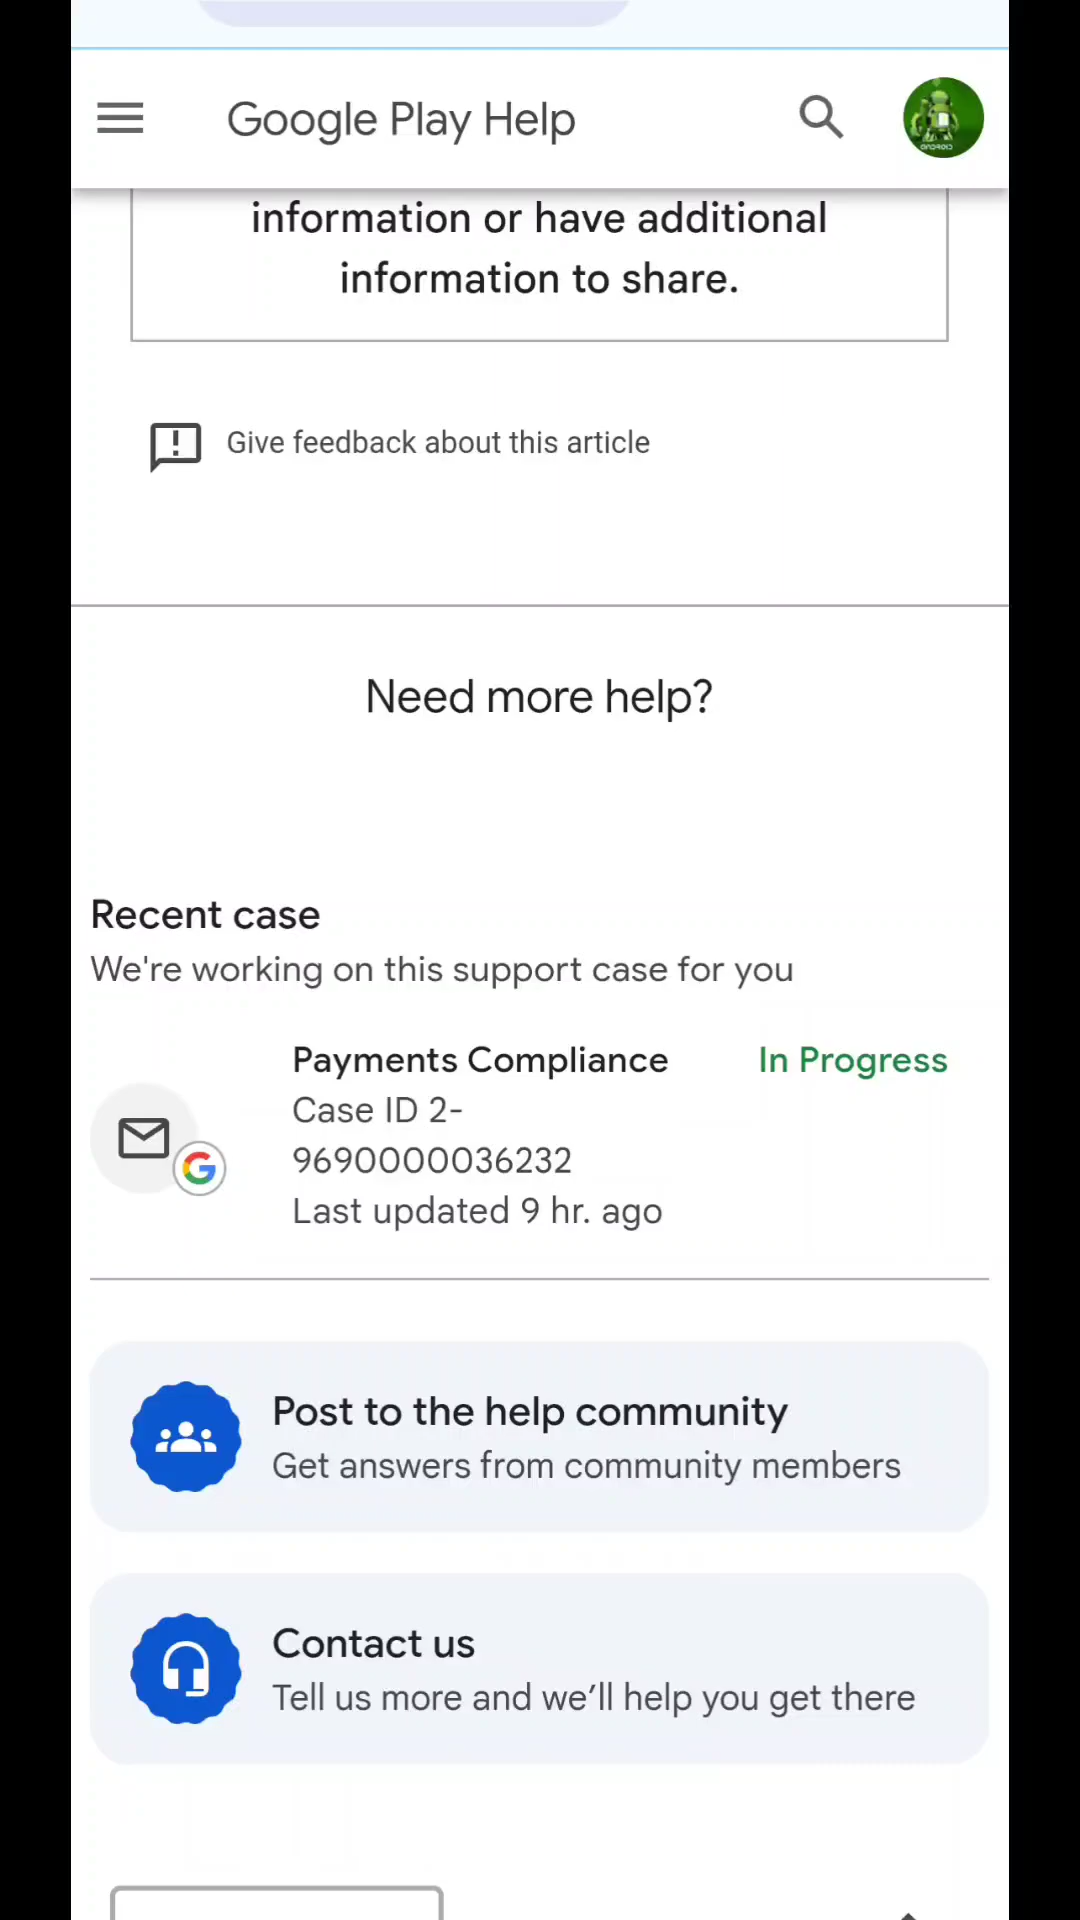 Google Play Help
information or have additional
information to share.
Give feedback about this article
Need more help?
Recent case
We're working on this support case for you
Payments Compliance
In Progress
Case ID 2-
9690000036232
Last updated 9 hr. ago
Post to the help community
Get answers from community members
Contact us
Tell us more and we’ll help you get there